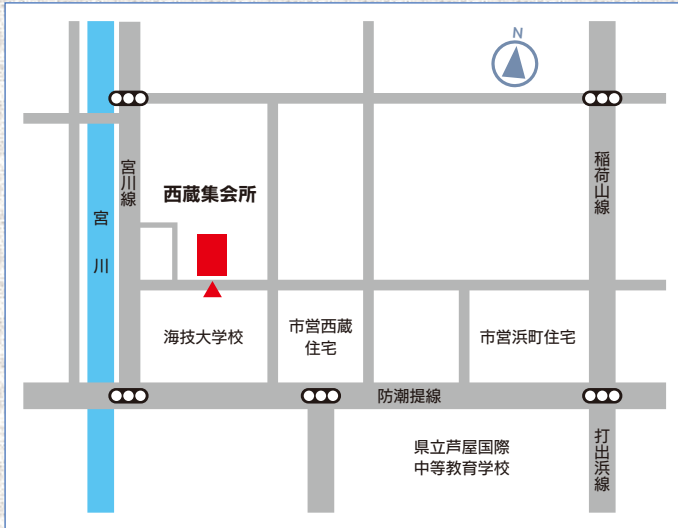 N
宮川線
稲荷山線
西蔵集会所
宮川
海技大学校
市営西蔵
住宅
市営浜町住宅
防潮提線
県立芦屋国際
中等教育学校
打出浜線